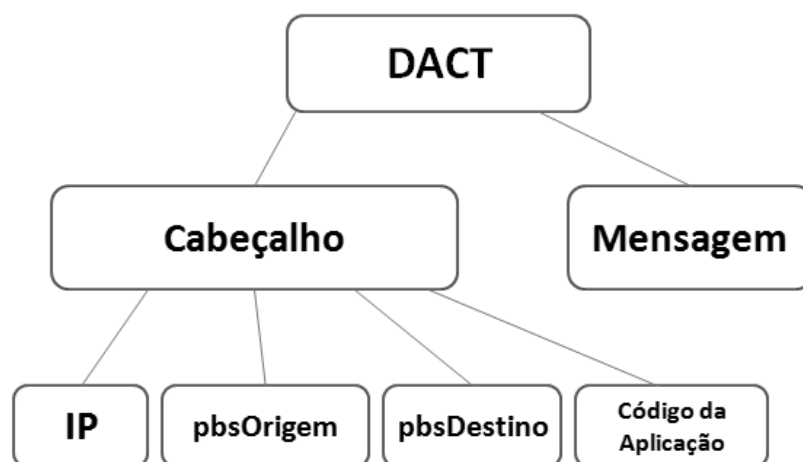 DACT
Cabeçalho
Mensagem
IP
pbsOrigem
pbsDestino
Código da
Aplicação